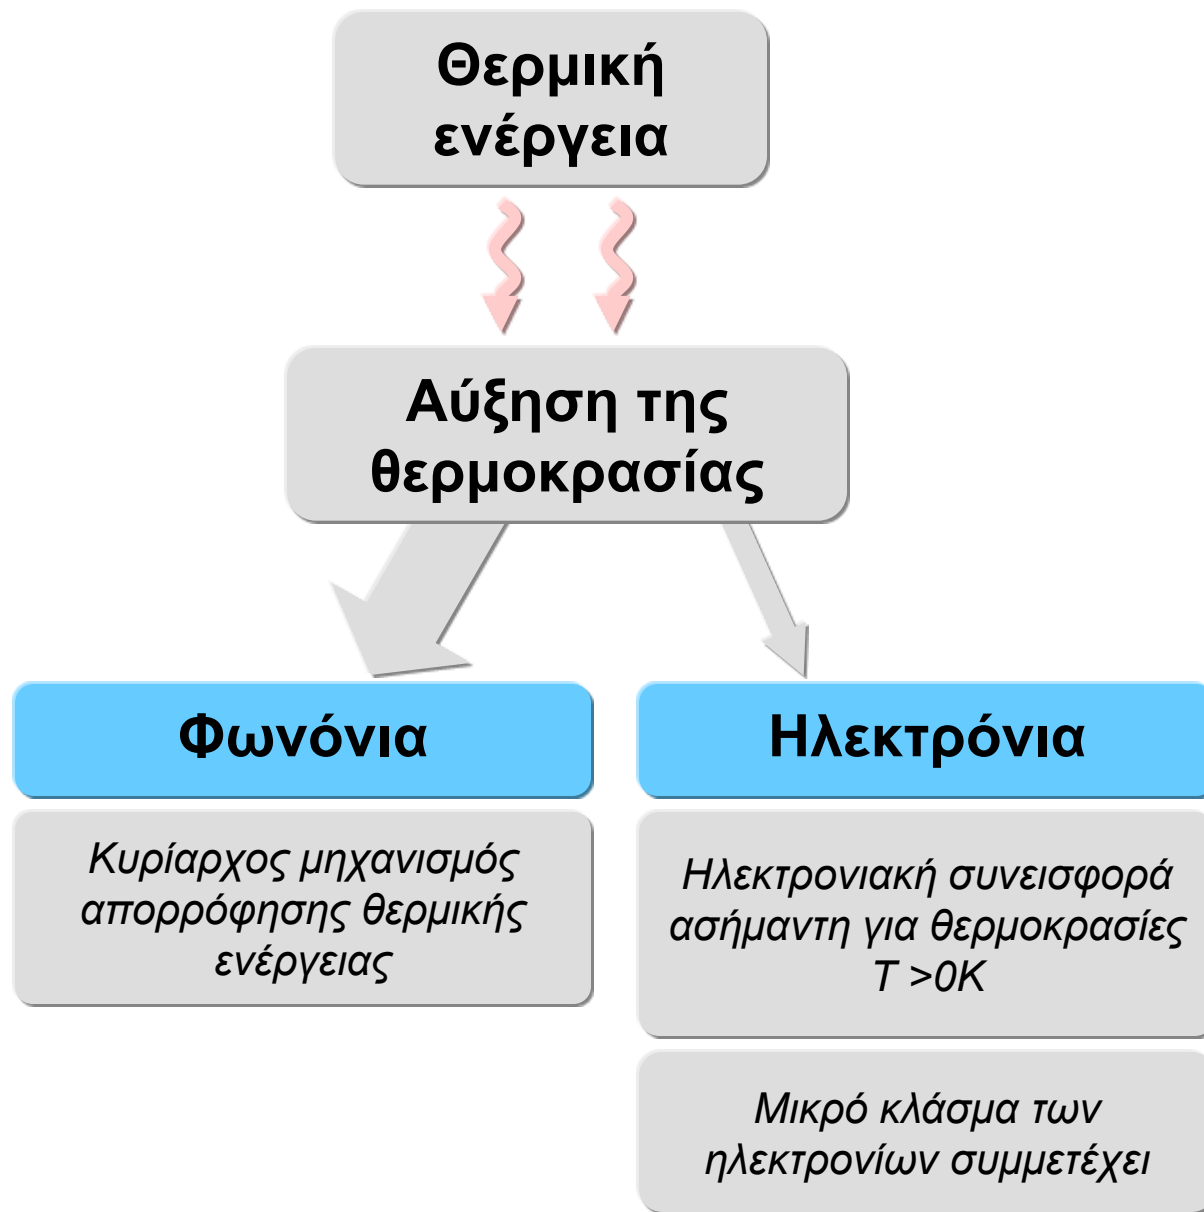 Θερμική
ενέργεια
Αύξηση της
θερμοκρασίας
Φωνόνια
Κυρίαρχος μηχανισμός
απορρόφησης θερμικής
ενέργειας
Ηλεκτρόνια
Ηλεκτρονιακή συνεισφορά
ασήμαντη για θερμοκρασίες
T >0K
Μικρό κλάσμα των
ηλεκτρονίων συμμετέχει